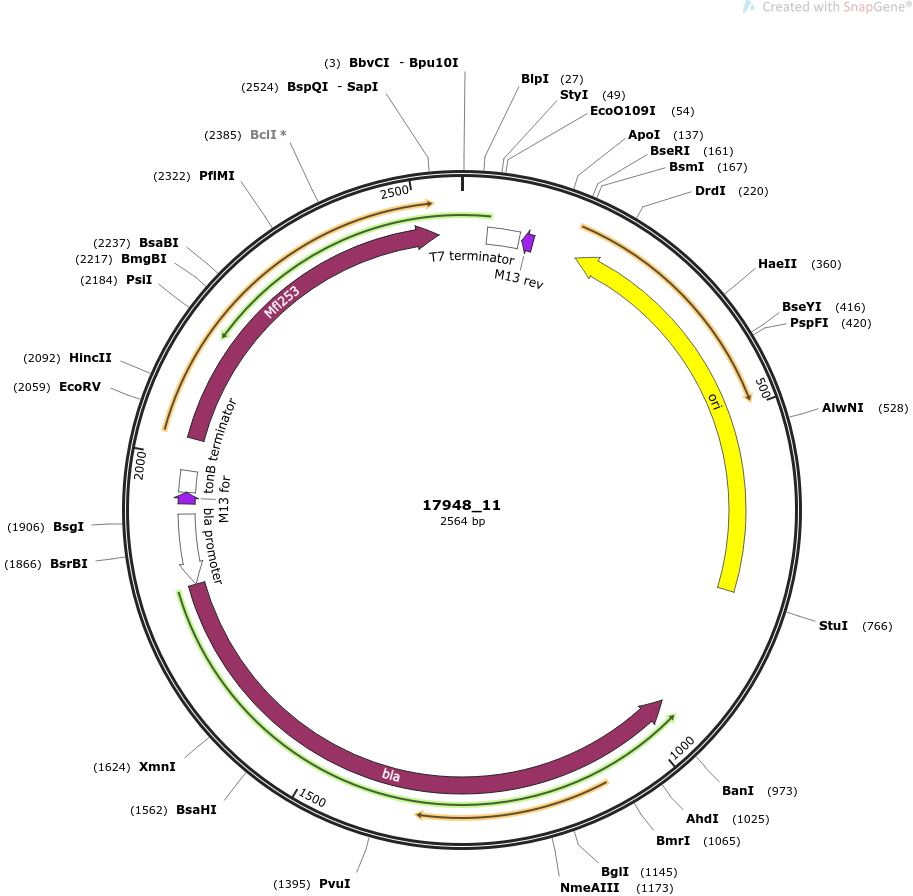 Created with SnapGene®
(3) BbvCI - Bpu10I
(2524) BspQI - SapI
(2385) BclI *
(2322) PflMI
(2237) BsaBI
(2217) BmgBI
(2184) PsiI
(2092) HincII
(2059) EcoRV
(1906) BsgI
(1866) BsrBI
(1624) XmnI
(1562) BsaHI
(1395) PvuI
BlpI (27)
StyI (49)
EcoO109I (54)
ApoI (137)
BseRI (161)
BsmI (167)
DrdI (220)
HaeII (360)
BseYI (416)
PspFI (420)
AlwNI (528)
StuI (766)
BanI (973)
AhdI (1025)
BmrI (1065)
BglI (1145)
NmeAIII (1173)
2500
500
1000
1500
2000
T7 terminator
M13 rev
Mfl253
ori
tonB terminator
M13 for
bla promoter
bla
17948_11
2564 bp